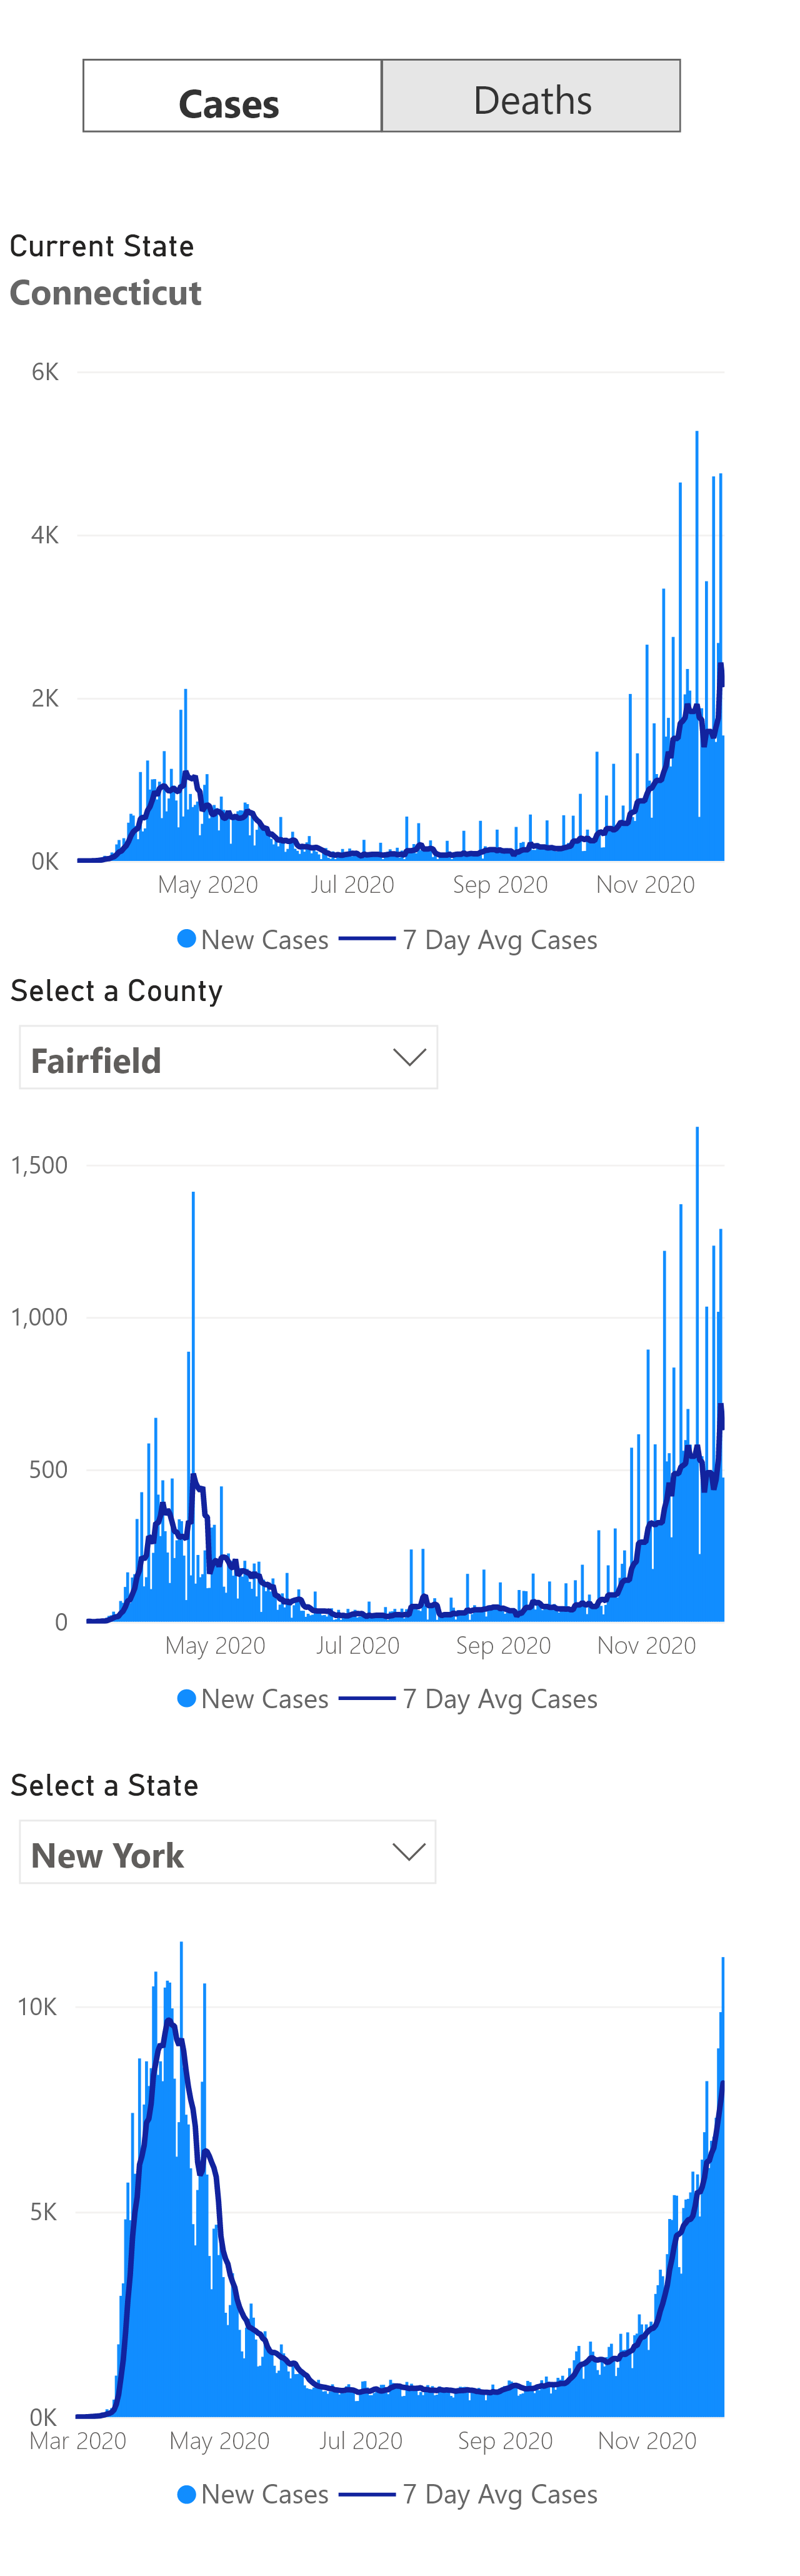 Cases Deaths
Current State
Connecticut
6K
4K
2K
0K
May 2020 Jul 2020 Sep 2020 Nov 2020
New Cases 7 Day Avg Cases
Select a County
Fairfield
1,500
1,000
500
0
May 2020 Jul 2020 Sep 2020 Nov 2020
New Cases 7 Day Avg Cases
Select a State
New York
10K
5K
0K
Mar 2020 May 2020 Jul 2020 Sep 2020 Nov 2020
New Cases 7 Day Avg Cases